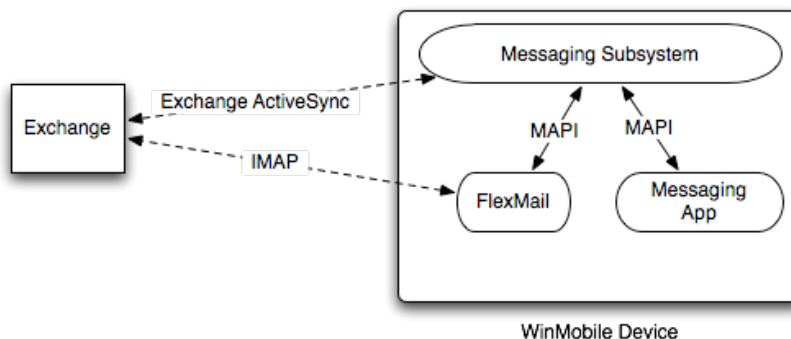 Messaging Subsystem
Exchange ActiveSync
Exchange
MAPI
MAPI
IMAP
FlexMail
Messaging
App
WinMobile Device